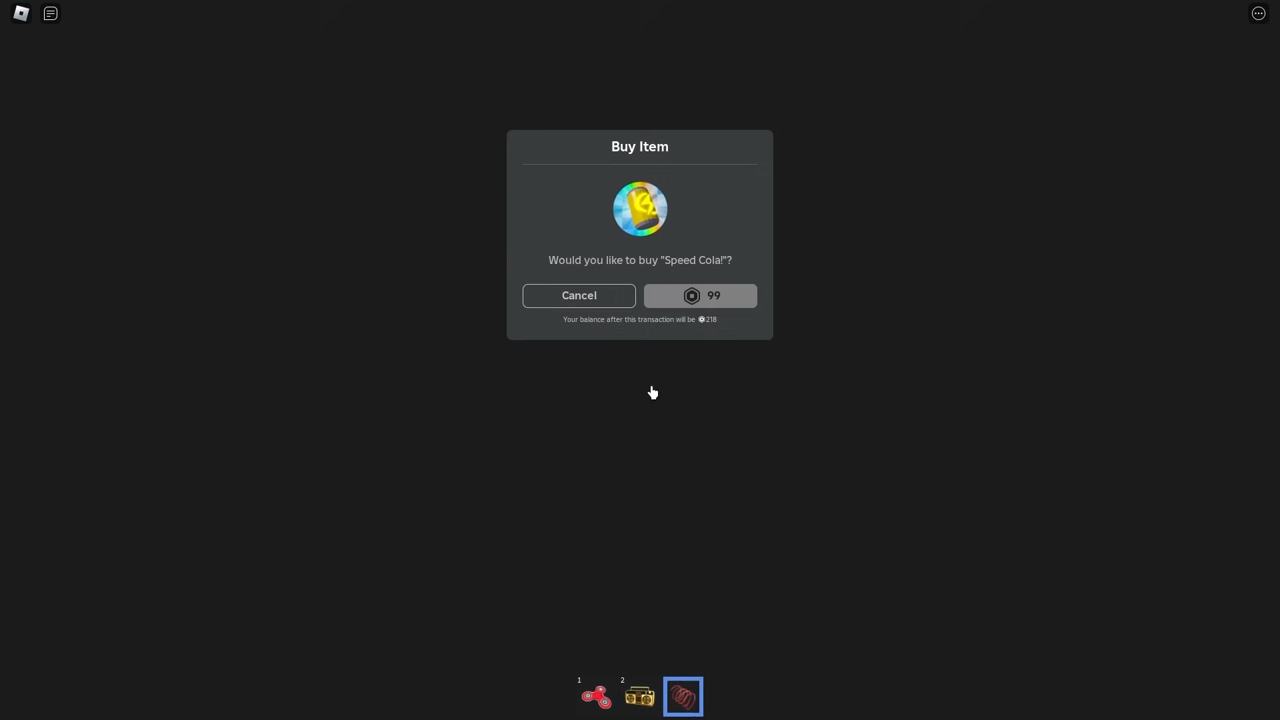 Buy Item
Would you like to buy "Speed Cola!"?
Cancel
99
Your balance after this transaction will be 218
1
2